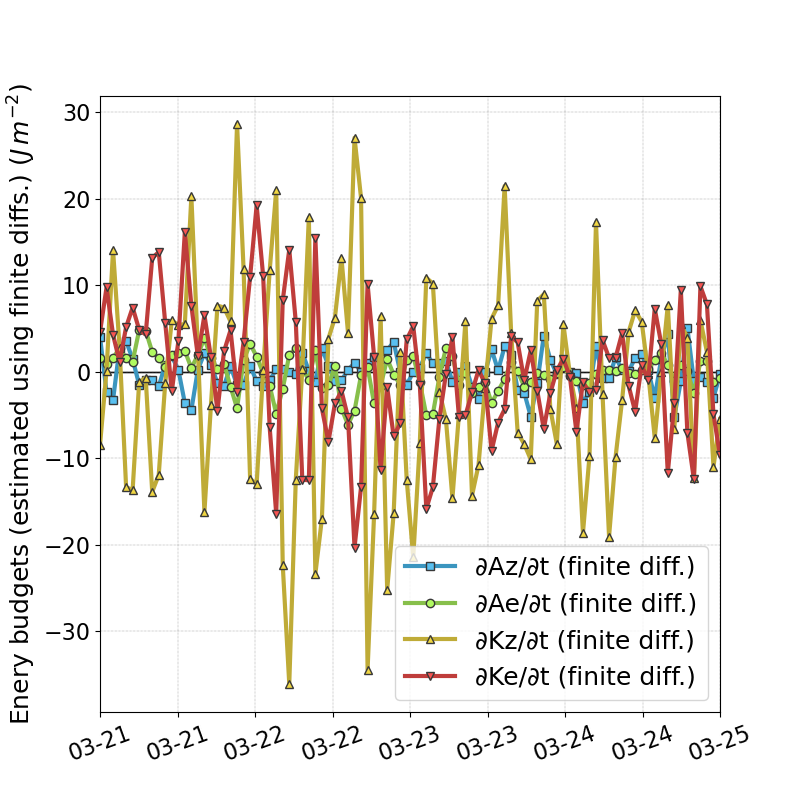 Enery budgets (estimated using finite diffs.) (J m⁻²)
30
20
10
0
−10
−20
−30
∂Az/∂t (finite diff.)
∂Ae/∂t (finite diff.)
∂Kz/∂t (finite diff.)
∂Ke/∂t (finite diff.)
03-21 03-21 03-22 03-22 03-23 03-23 03-24 03-24 03-25